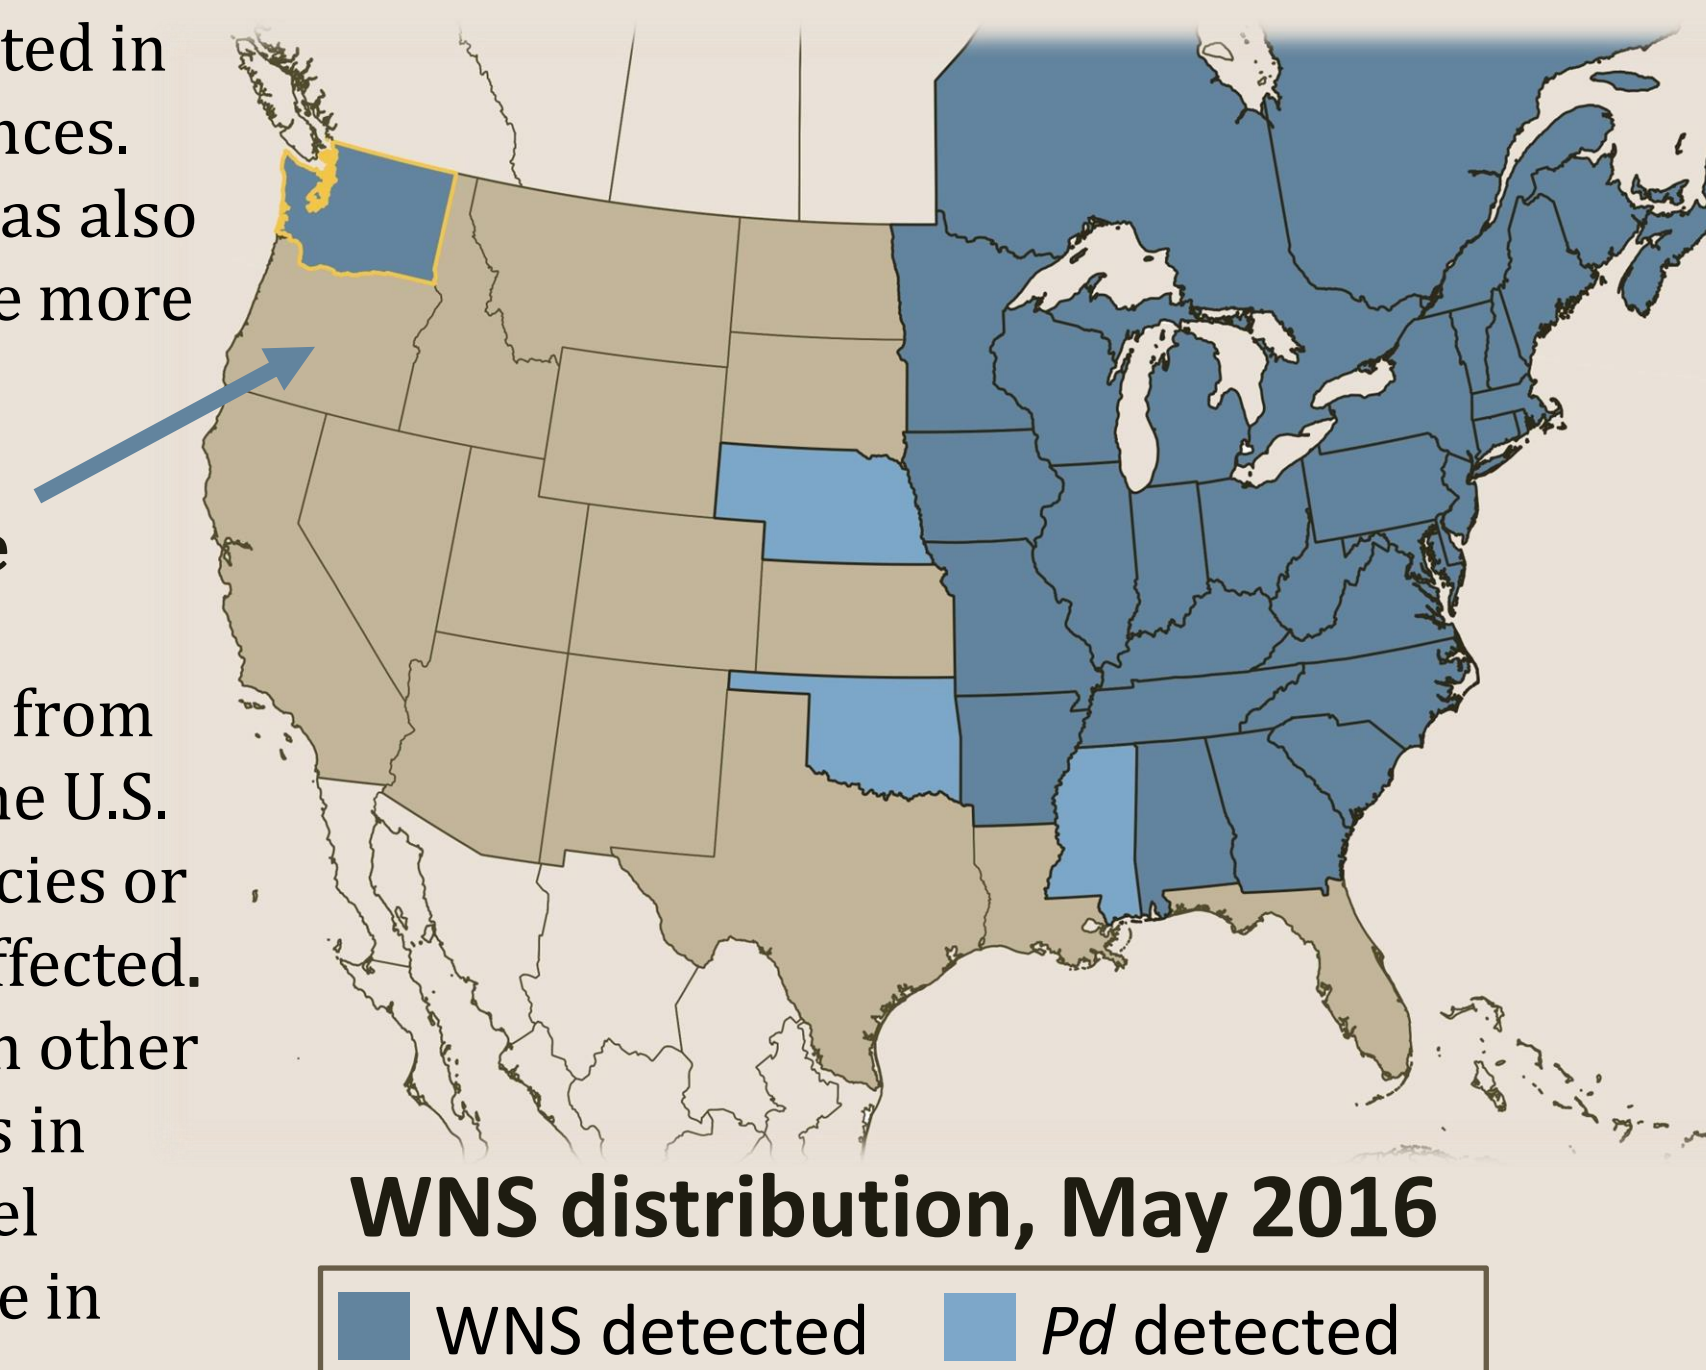 ted in
nces.
as also
e more
e
from
ne U.S.
cies or
ffected.
n other
s in
el
e in
WNS distribution, May 2016
WNS detected Pd detected